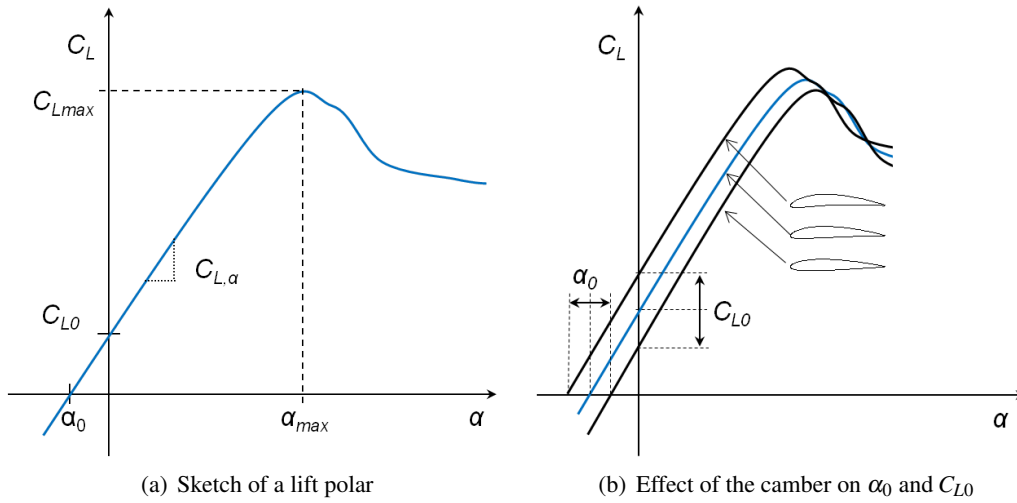 C_L
C_Lmax
C_L,α
C_L0
α_0
α_max
α
(a) Sketch of a lift polar
C_L
α_0
C_L0
α
(b) Effect of the camber on α_0 and C_L0